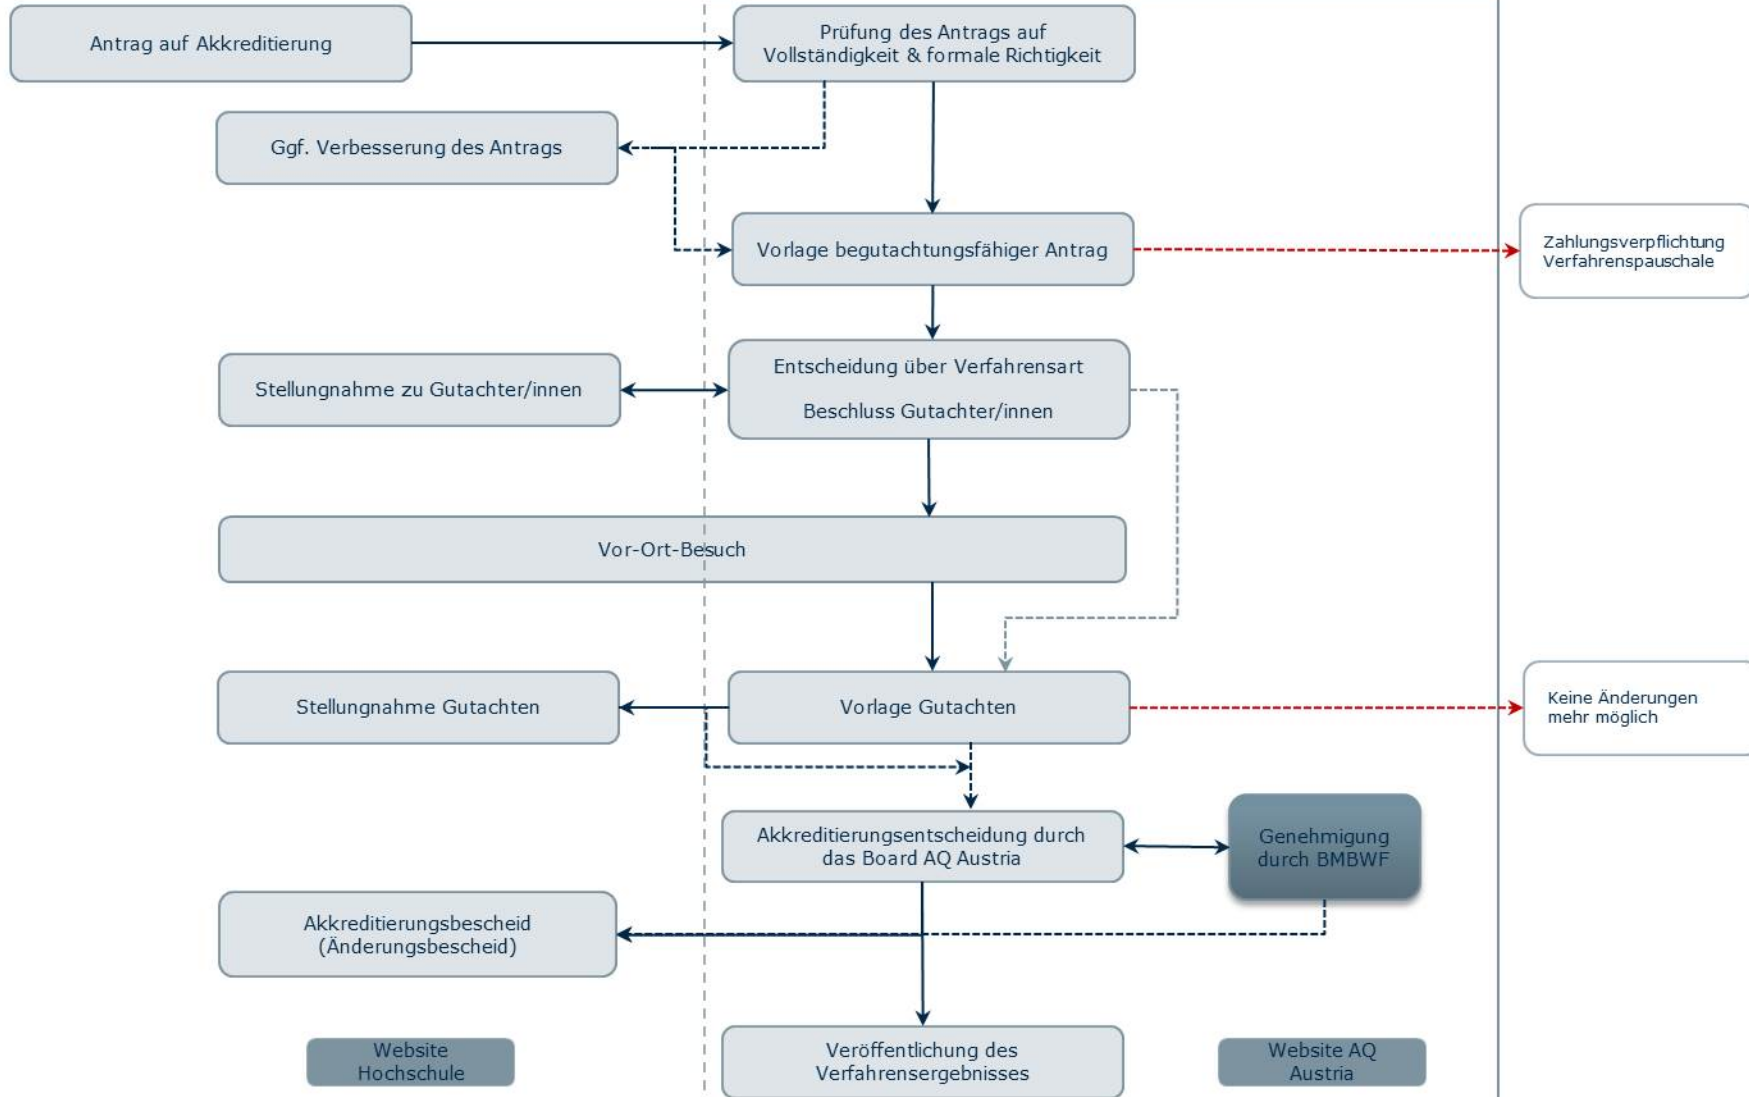 Antrag auf Akkreditierung
Prüfung des Antrags auf
Vollständigkeit & formale Richtigkeit
Ggf. Verbesserung des Antrags
Vorlage begutachtungsfähiger Antrag
Zahlungsverpflichtung
Verfahrenspauschale
Stellungnahme zu Gutachter/innen
Entscheidung über Verfahrensart
Beschluss Gutachter/innen
Vor-Ort-Besuch
Stellungnahme Gutachten
Vorlage Gutachten
Keine Änderungen
mehr möglich
Akkreditierungsentscheidung durch
das Board AQ Austria
Genehmigung
durch BMBWF
Akkreditierungsbescheid
(Änderungsbescheid)
Website
Hochschule
Veröffentlichung des
Verfahrensergebnisses
Website AQ
Austria